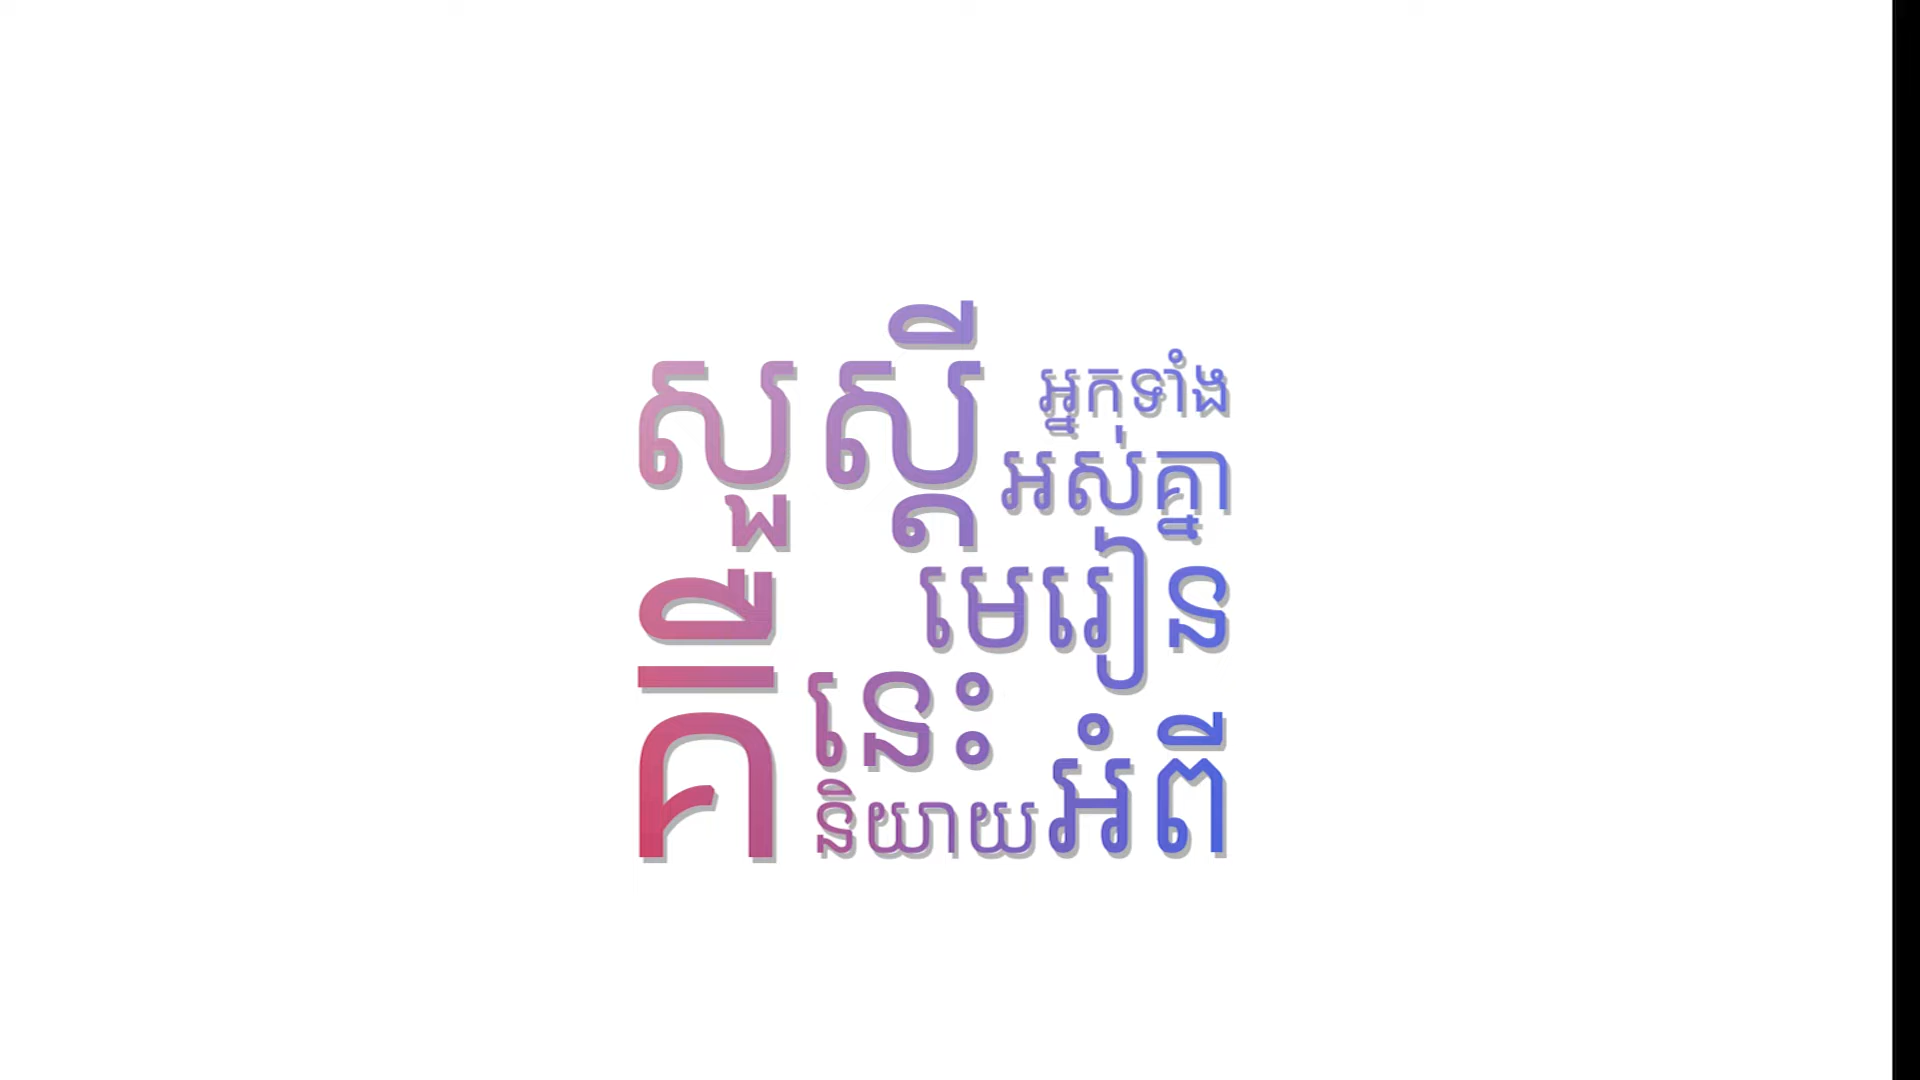 សួស្តី
អ្នកទាំង
អស់គ្នា
មេរៀន
នេះ
គឺ
និយាយ
អំពី